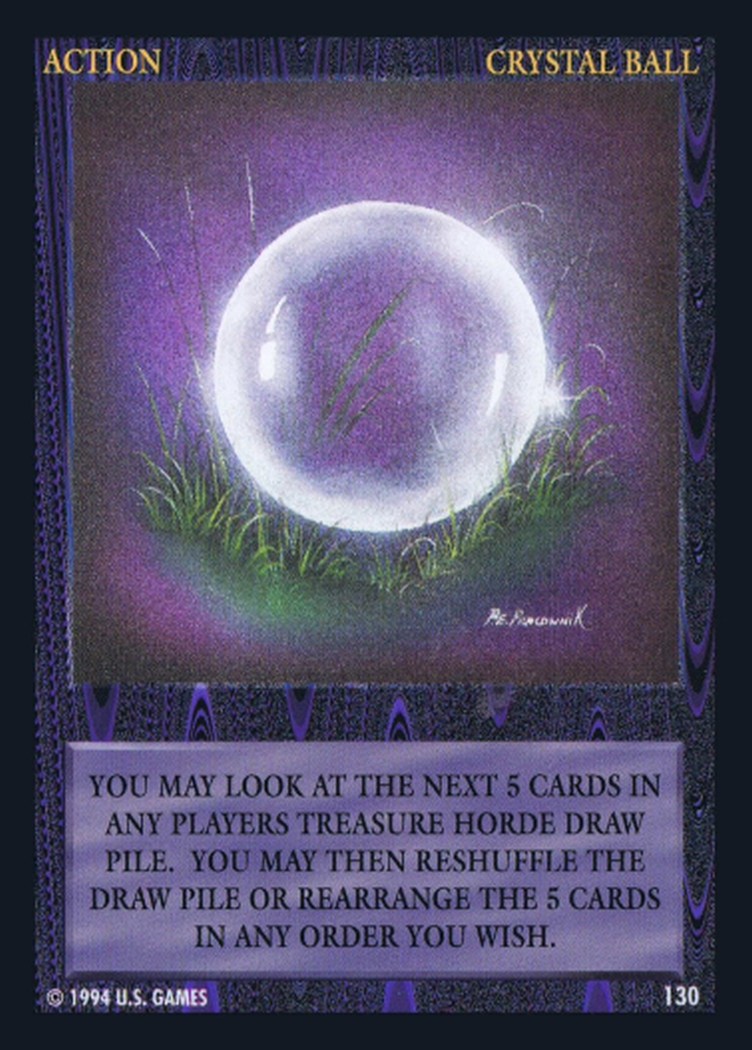 ACTION
CRYSTAL BALL
P.E. PRACOWNIK
YOU MAY LOOK AT THE NEXT 5 CARDS IN
ANY PLAYERS TREASURE HORDE DRAW
PILE. YOU MAY THEN RESHUFFLE THE
DRAW PILE OR REARRANGE THE 5 CARDS
IN ANY ORDER YOU WISH.
© 1994 U.S. GAMES
130